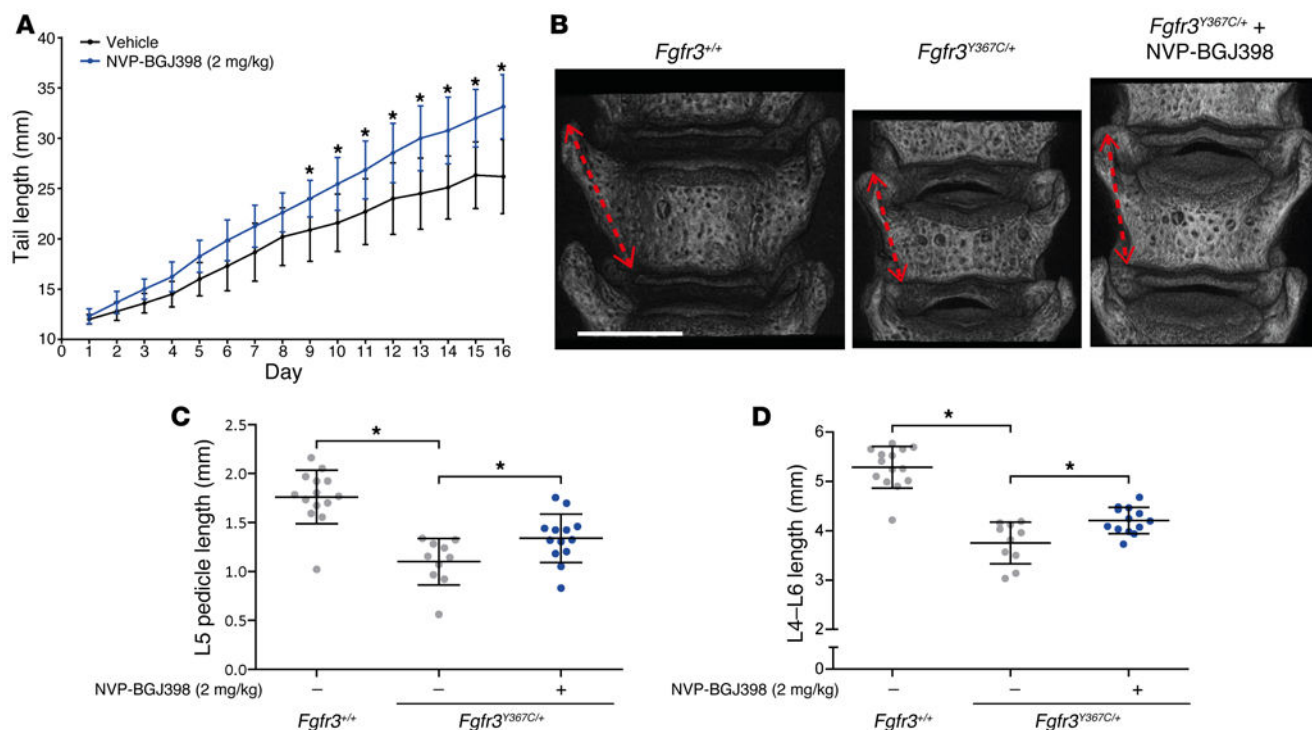 A
Tail length (mm)
40
35
30
25
20
15
10
Vehicle
NVP-BGJ398 (2 mg/kg)
* * * * * * * *
0 1 2 3 4 5 6 7 8 9 10 11 12 13 14 15 16
Day
B
Fgfr3+/+
Fgfr3Y367C/+
Fgfr3Y367C/+ +
NVP-BGJ398
C
L5 pedicle length (mm)
2.5
2.0
1.5
1.0
0.5
0.0
*
*
NVP-BGJ398 (2 mg/kg) – – +
Fgfr3+/+ Fgfr3Y367C/+
D
L4–L6 length (mm)
6
5
4
3
2
0
*
*
NVP-BGJ398 (2 mg/kg) – – +
Fgfr3+/+ Fgfr3Y367C/+